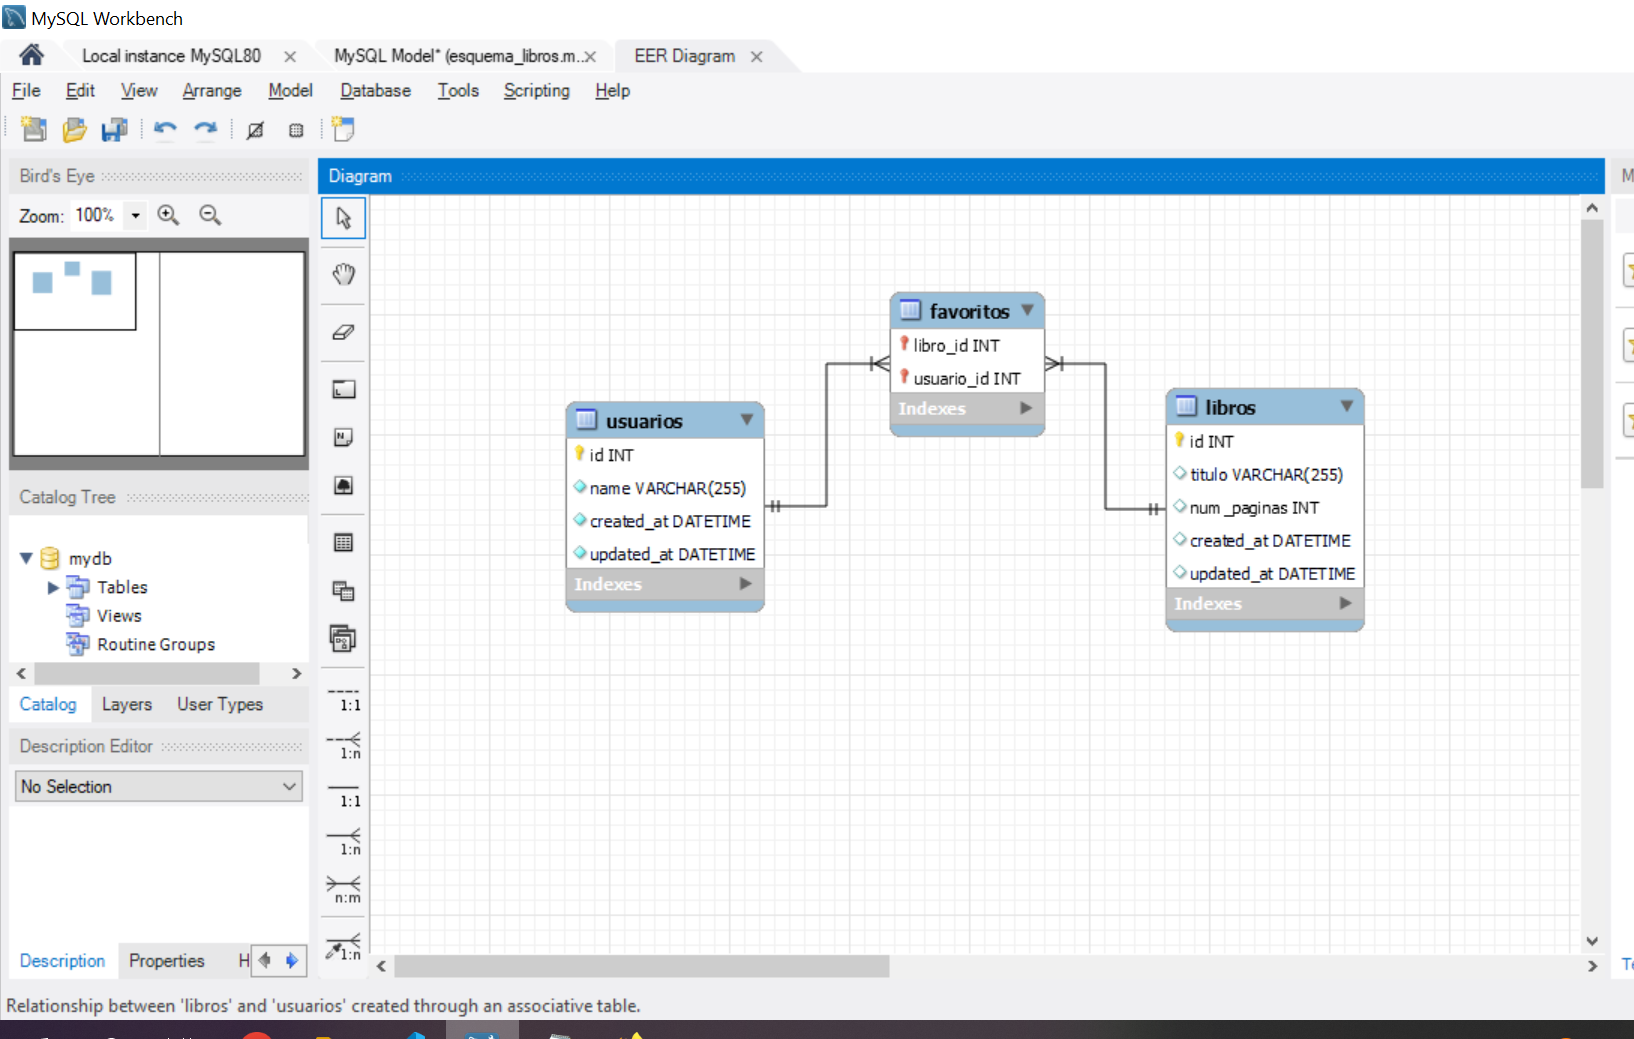 MySQL Workbench
Local instance MySQL80
MySQL Model* (esquema_libros.m..
EER Diagram
File Edit View Arrange Model Database Tools Scripting Help
Bird's Eye
Zoom: 100%
Diagram
favoritos
libro_id INT
usuario_id INT
Indexes
usuarios
id INT
name VARCHAR(255)
created_at DATETIME
updated_at DATETIME
Indexes
libros
id INT
titulo VARCHAR(255)
num_paginas INT
created_at DATETIME
updated_at DATETIME
Indexes
Catalog Tree
mydb
Tables
Views
Routine Groups
Catalog Layers User Types
Description Editor
No Selection
Description Properties H
1:1
1:n
1:1
1:n
n:m
1:n
Relationship between 'libros' and 'usuarios' created through an associative table.